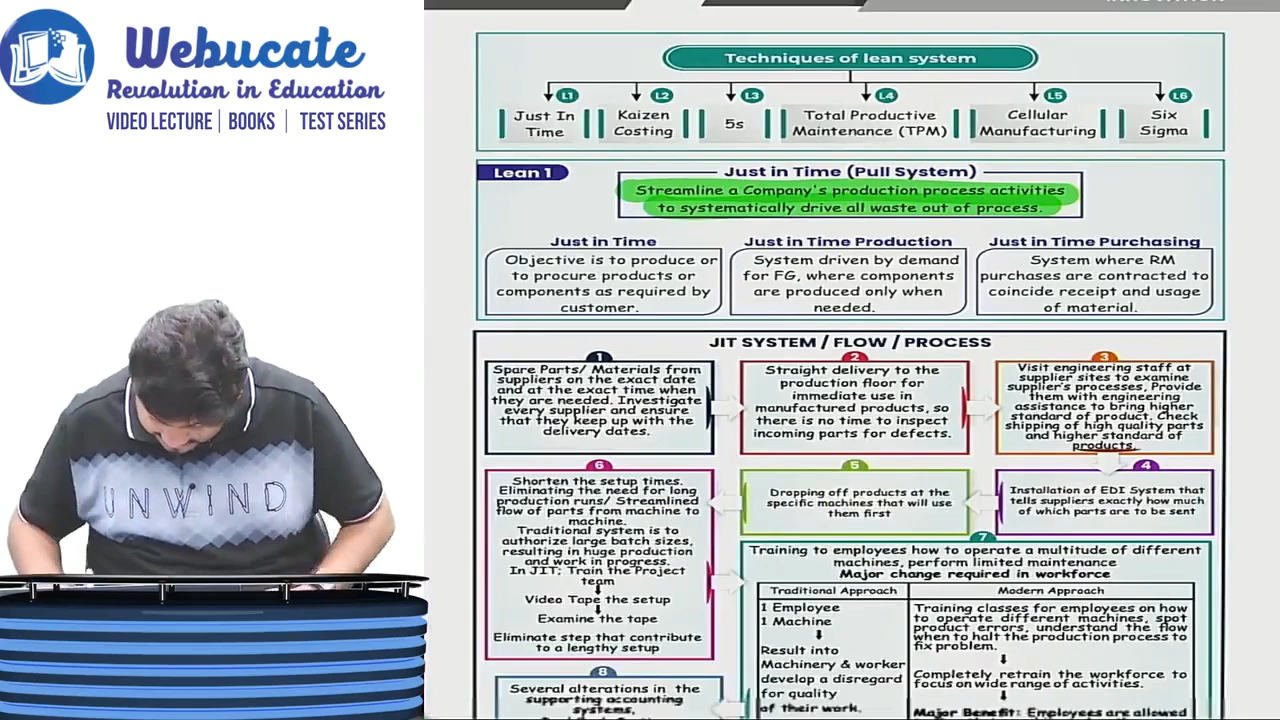 Webucate
Revolution in Education
VIDEO LECTURE | BOOKS | TEST SERIES
UNWIND
Techniques of lean system
L1
L2
L3
L4
L5
L6
Just In
Time
Kaizen
Costing
5s
Total Productive
Maintenance (TPM)
Cellular
Manufacturing
Six
Sigma
Lean 1
Just in Time (Pull System)
Streamline a Company's production process activities
to systematically drive all waste out of process.
Just in Time
Objective is to produce or
to procure products or
components as required by
customer.
Just in Time Production
System driven by demand
for FG, where components
are produced only when
needed.
Just in Time Purchasing
System where RM
purchases are contracted to
coincide receipt and usage
of material.
JIT SYSTEM / FLOW / PROCESS
1
Spare Parts/ Materials from
suppliers on the exact date
and at the exact time when
they are needed. Investigate
every supplier and ensure
that they keep up with the
delivery dates.
2
Straight delivery to the
production floor for
immediate use in
manufactured products, so
there is no time to inspect
incoming parts for defects.
3
Visit engineering staff at
supplier sites to examine
supplier's processes, Provide
them with engineering
assistance to bring higher
standard of product. Check
shipping of high quality parts
and higher standard of
products.
4
Installation of EDI System that
tells suppliers exactly how much
of which parts are to be sent
5
Dropping off products at the
specific machines that will use
them first
6
Shorten the setup times.
Eliminating the need for long
production runs/ Streamlined
flow of parts from machine to
machine.
Traditional system is to
authorize large batch sizes,
resulting in huge production
and work in progress.
In JIT; Train the Project
team
Video Tape the setup
Examine the tape
Eliminate step that contribute
to a lengthy setup
7
Training to employees how to operate a multitude of different
machines, perform limited maintenance
Major change required in workforce
Traditional Approach
1 Employee
1 Machine
Result into
Machinery & worker
develop a disregard
for quality
of their work.
Modern Approach
Training classes for employees on how
to operate different machines, spot
product errors, understand the flow
when to halt the production process to
fix problem.
Completely retrain the workforce to
focus on wide range of activities.
Major Benefit: Employees are allowed
8
Several alterations in the
supporting accounting
systems.